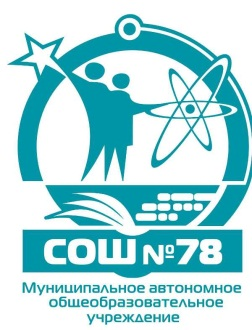 СОШ №78
Муниципальное автономное
общеобразовательное
учреждение